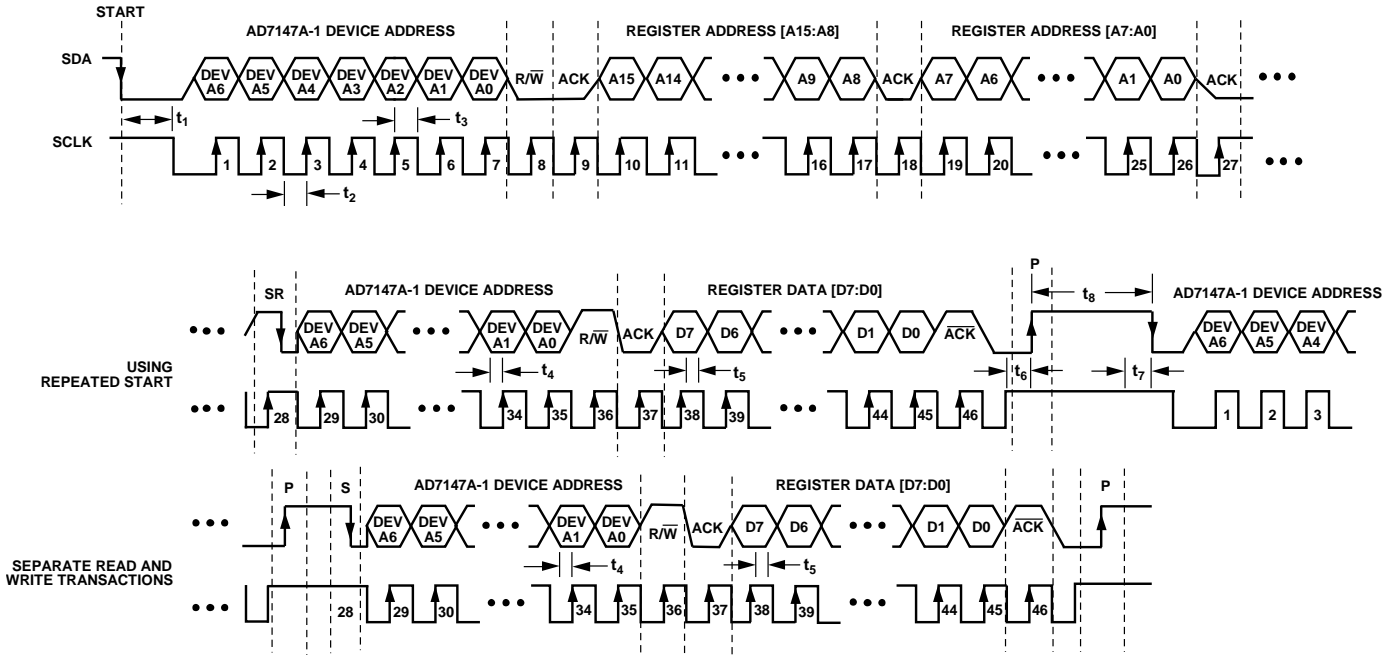 START
AD7147A-1 DEVICE ADDRESS REGISTER ADDRESS [A15:A8] REGISTER ADDRESS [A7:A0]
SDA DEV A6 DEV A5 DEV A4 DEV A3 DEV A2 DEV A1 DEV A0 R/W̅ ACK A15 A14 ••• A9 A8 ACK A7 A6 ••• A1 A0 ACK •••
t1 t3
SCLK 1 2 3 4 5 6 7 8 9 10 11 ••• 16 17 18 19 20 ••• 25 26 27 •••
t2
P
SR AD7147A-1 DEVICE ADDRESS REGISTER DATA [D7:D0] t8 AD7147A-1 DEVICE ADDRESS
••• DEV A6 DEV A5 ••• DEV A1 DEV A0 R/W̅ ACK D7 D6 ••• D1 D0 A̅C̅K̅ DEV A6 DEV A5 DEV A4
USING
REPEATED START
t4 t5 t6 t7
••• 28 29 30 ••• 34 35 36 37 38 39 ••• 44 45 46 1 2 3
P S AD7147A-1 DEVICE ADDRESS REGISTER DATA [D7:D0] P
••• DEV A6 DEV A5 ••• DEV A1 DEV A0 R/W̅ ACK D7 D6 ••• D1 D0 A̅C̅K̅
SEPARATE READ AND
WRITE TRANSACTIONS
t4 t5
••• 28 29 30 ••• 34 35 36 37 38 39 ••• 44 45 46